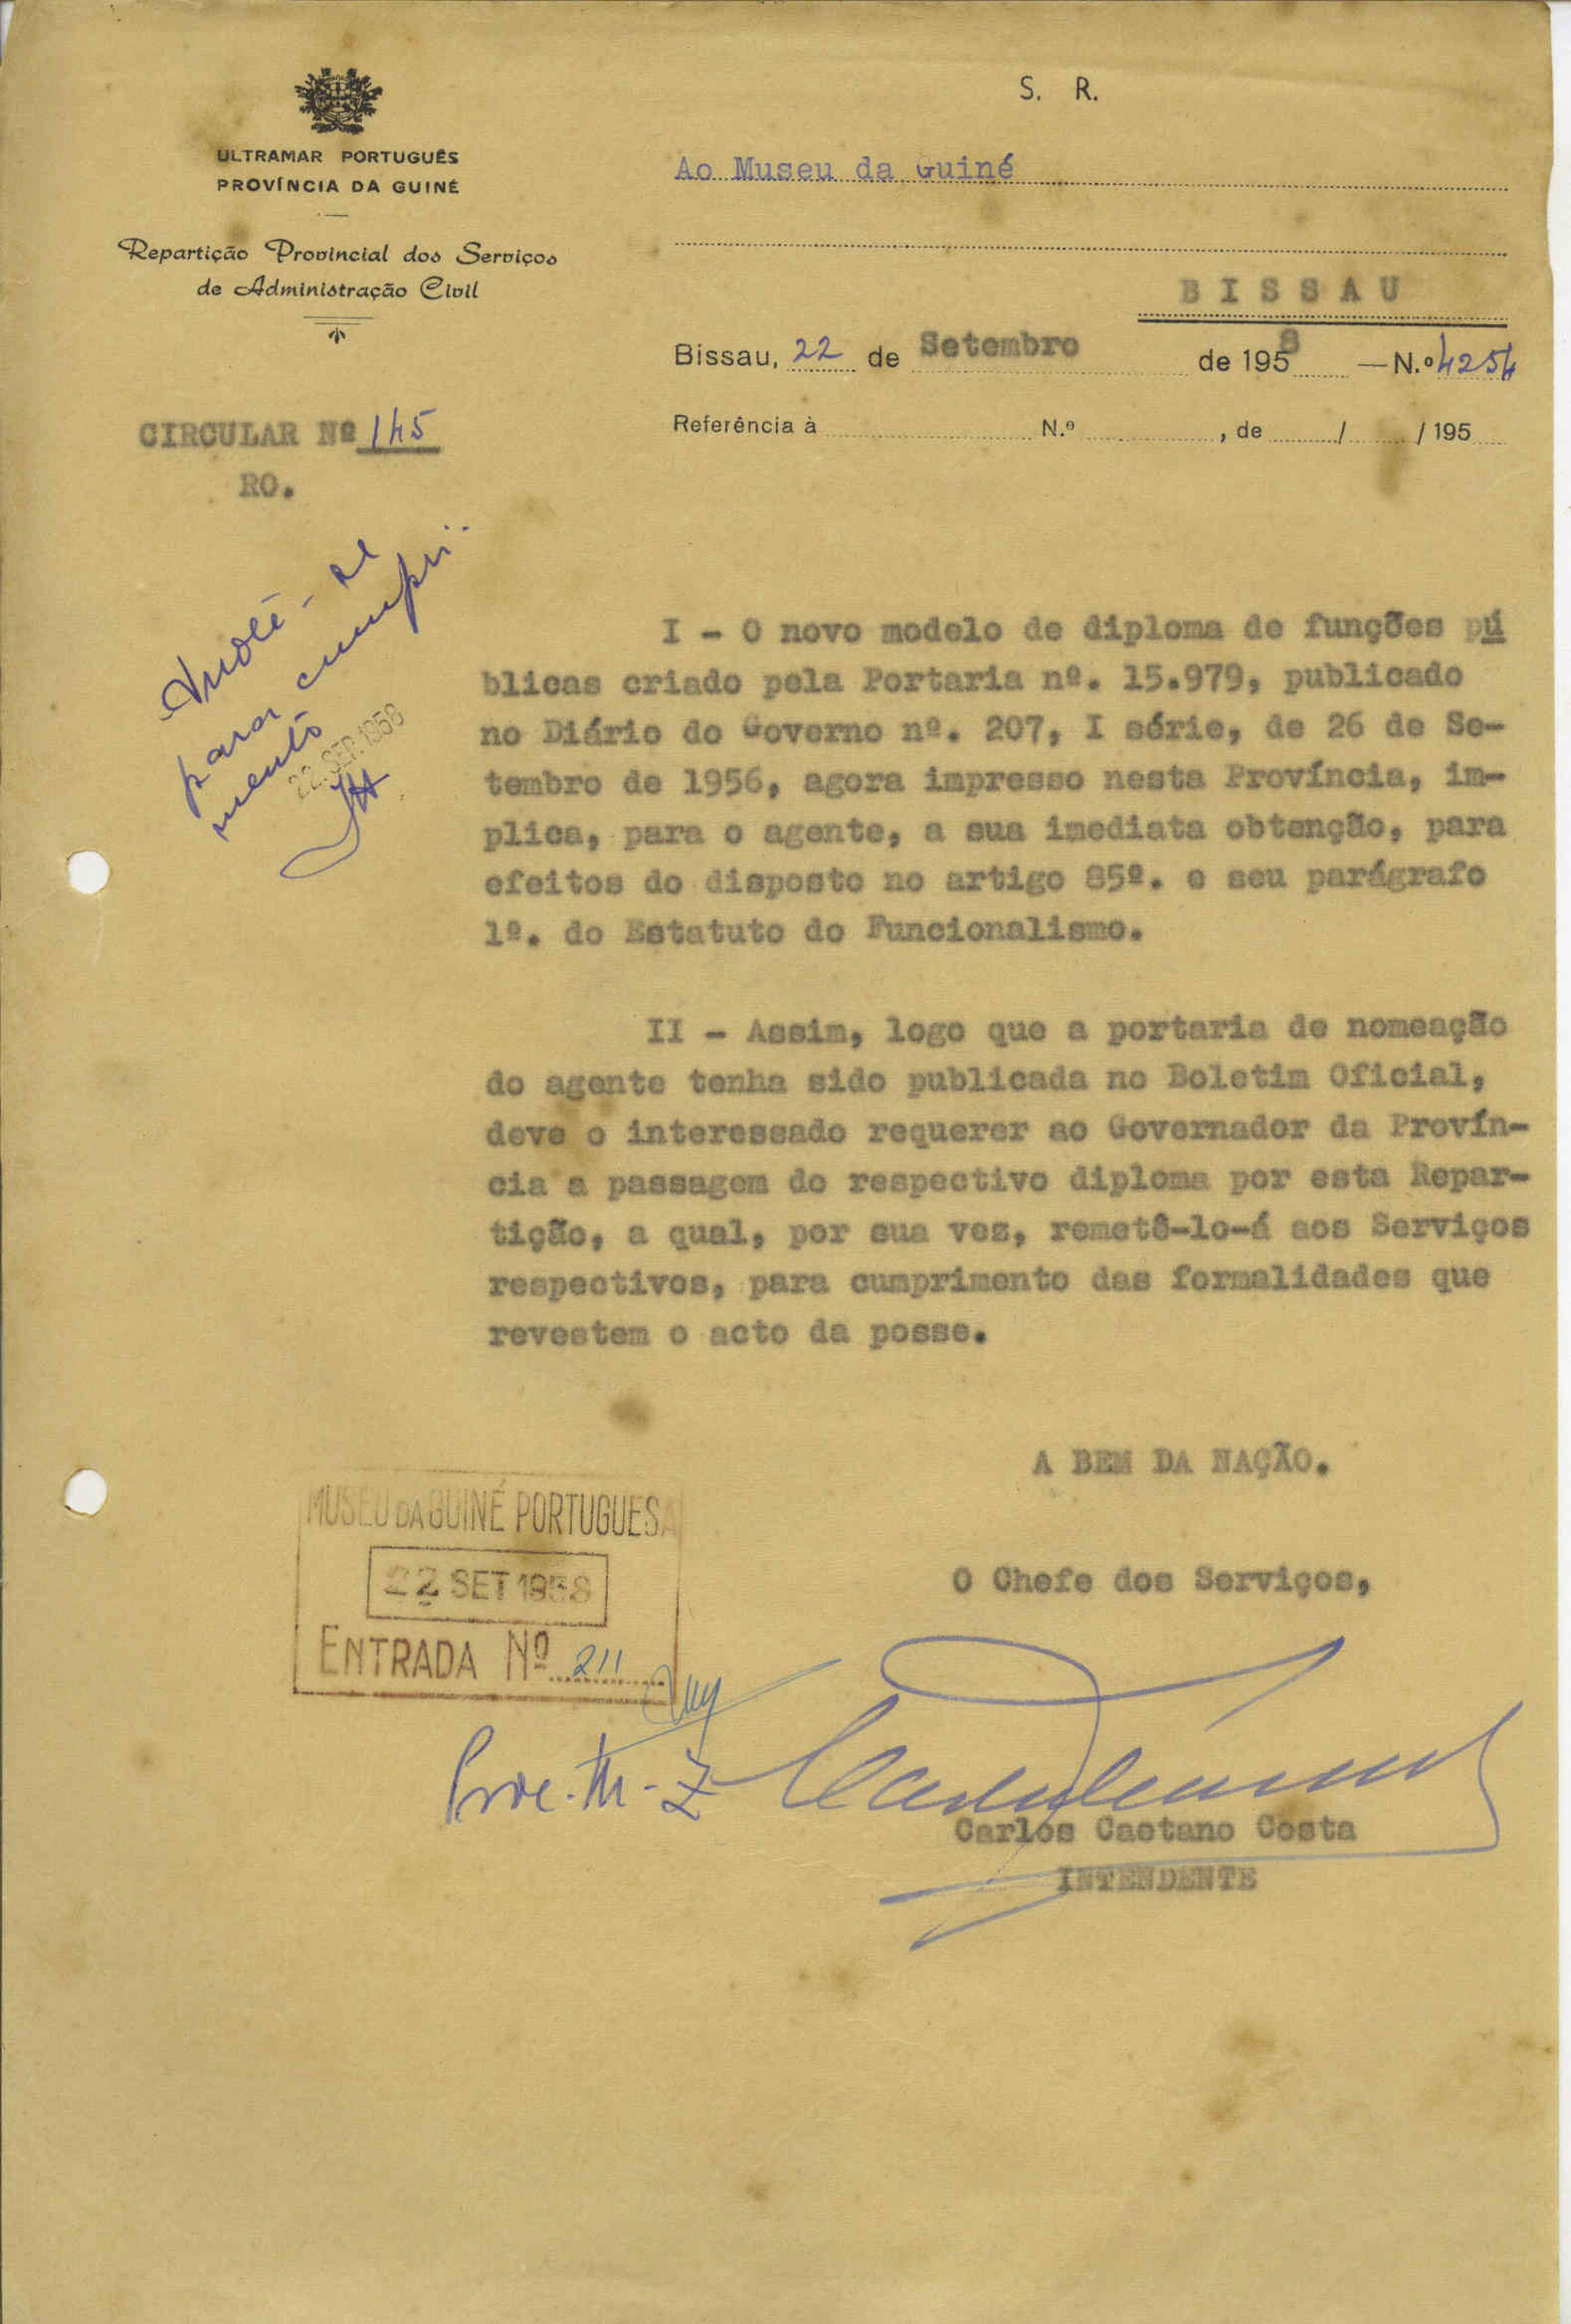 S. R.
ULTRAMAR PORTUGUÊS
PROVÍNCIA DA GUINÉ
Repartição Provincial dos Serviços
de Administração Civil
Ao Museu da Guiné
BISSAU
Bissau, 22 de Setembro de 1958 — N.º 4254
Referência à N.º , de / / 195
CIRCULAR Nº 145
RO.
Anote-se
para cumpri-
mento
22.SEP.1958
I - O novo modelo de diploma de funções pú
blicas criado pela Portaria nº. 15.979, publicado
no Diário do Governo nº. 207, I série, de 26 de Se-
tembro de 1956, agora impresso nesta Província, im-
plica, para o agente, a sua imediata obtenção, para
efeitos do disposto no artigo 85º. e seu parágrafo
1º. do Estatuto do Funcionalismo.
II - Assim, logo que a portaria de nomeação
do agente tenha sido publicada no Boletim Oficial,
deve o interessado requerer ao Governador da Provín-
cia a passagem do respectivo diploma por esta Repar-
tição, a qual, por sua vez, remetê-lo-á aos Serviços
respectivos, para cumprimento das formalidades que
revestem o acto da posse.
A BEM DA NAÇÃO.
MUSEU DA GUINÉ PORTUGUESA
22 SET 1958
ENTRADA Nº 211
O Chefe dos Serviços,
Carlos Caetano Costa
INTENDENTE